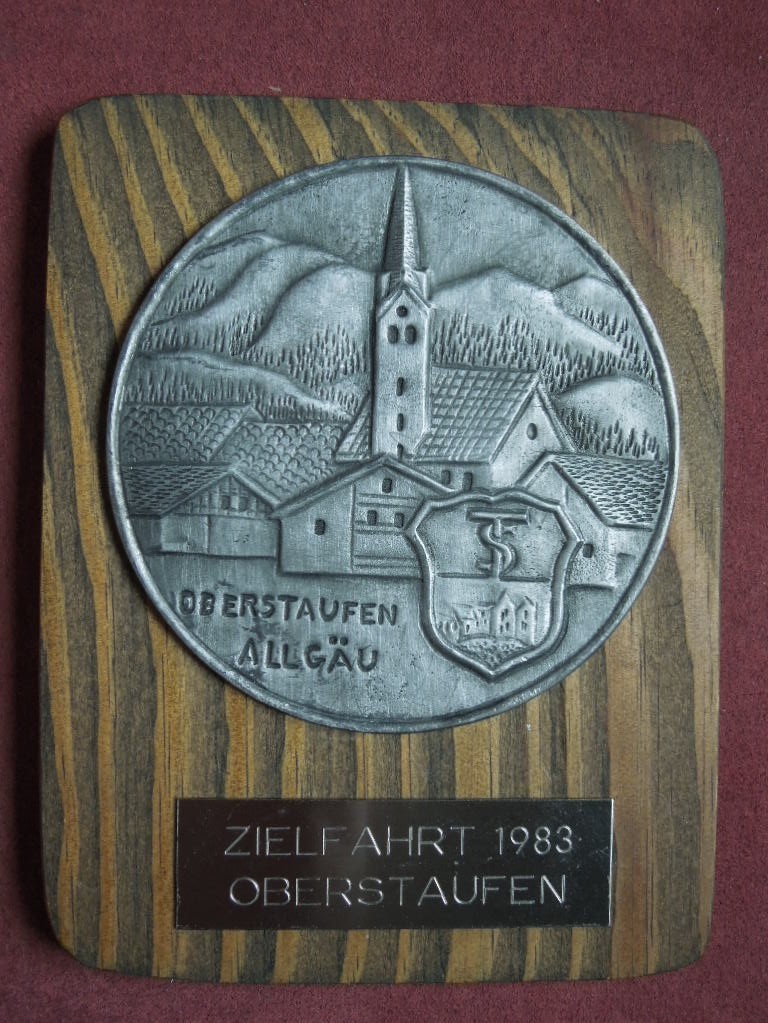 OBERSTAUFEN
ALLGÄU
ZIELFAHRT 1983
OBERSTAUFEN